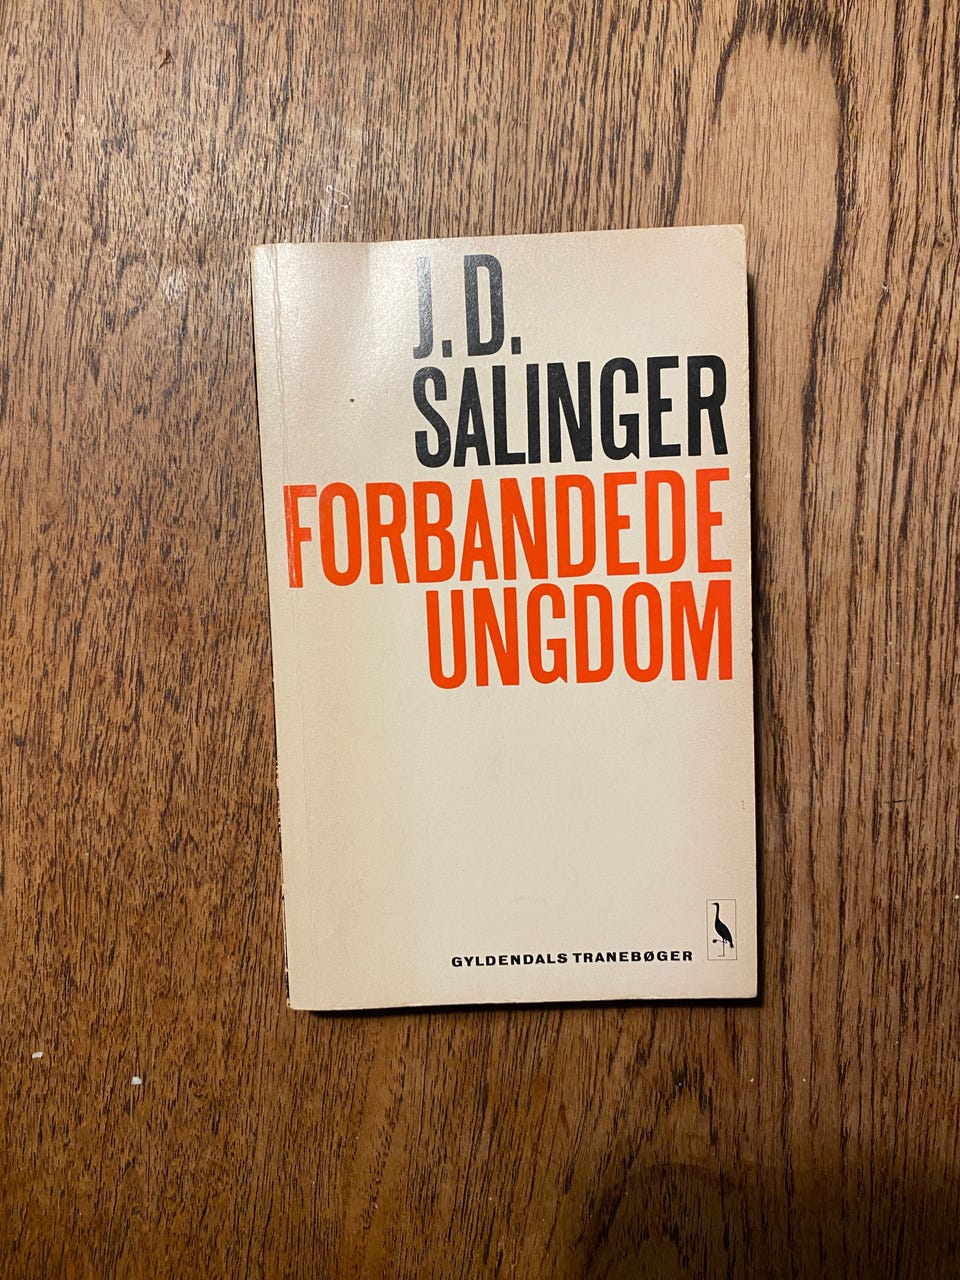 J. D.
SALINGER
FORBANDEDE
UNGDOM
GYLDENDALS TRANEBØGER